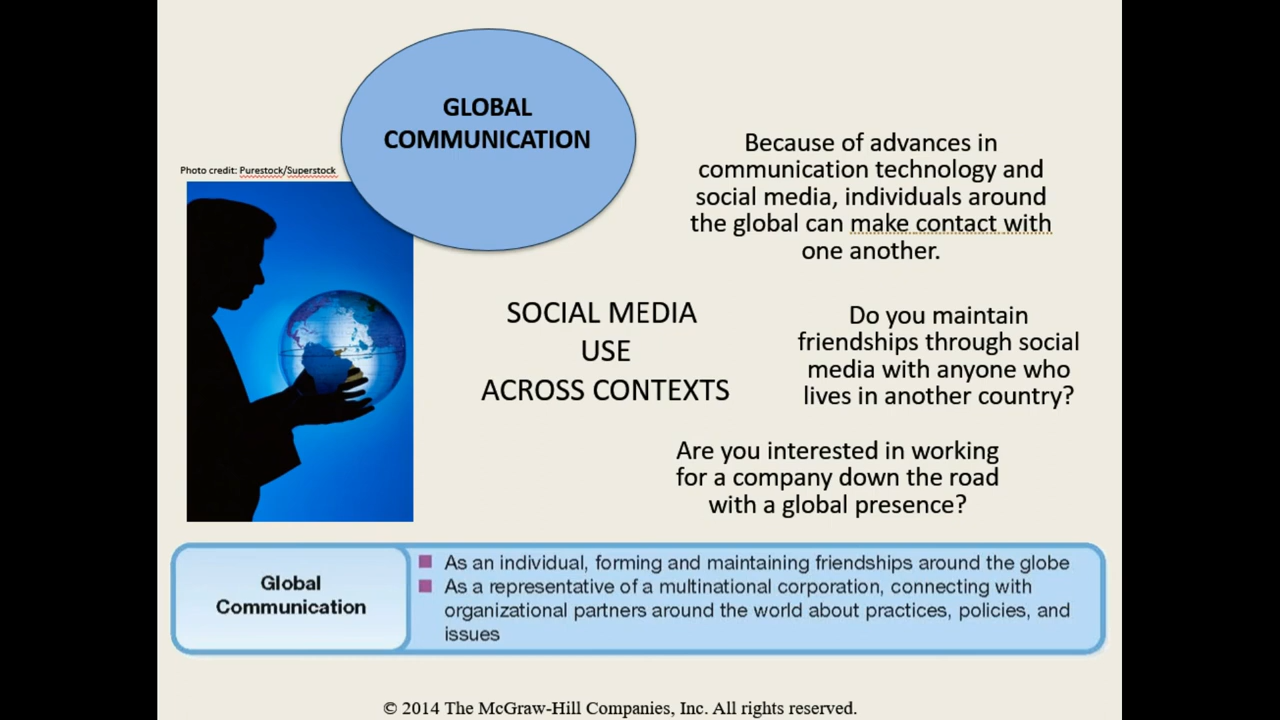 GLOBAL
COMMUNICATION
Photo credit: Purestock/Superstock
Because of advances in
communication technology and
social media, individuals around
the global can make contact with
one another.
SOCIAL MEDIA
USE
ACROSS CONTEXTS
Do you maintain
friendships through social
media with anyone who
lives in another country?
Are you interested in working
for a company down the road
with a global presence?
Global
Communication
As an individual, forming and maintaining friendships around the globe
As a representative of a multinational corporation, connecting with
organizational partners around the world about practices, policies, and
issues
© 2014 The McGraw-Hill Companies, Inc. All rights reserved.